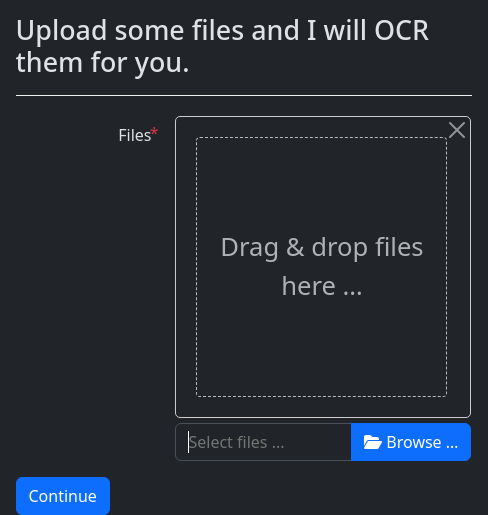 Upload some files and I will OCR
them for you.
Files*
Drag & drop files
here ...
Select files ...
Browse ...
Continue